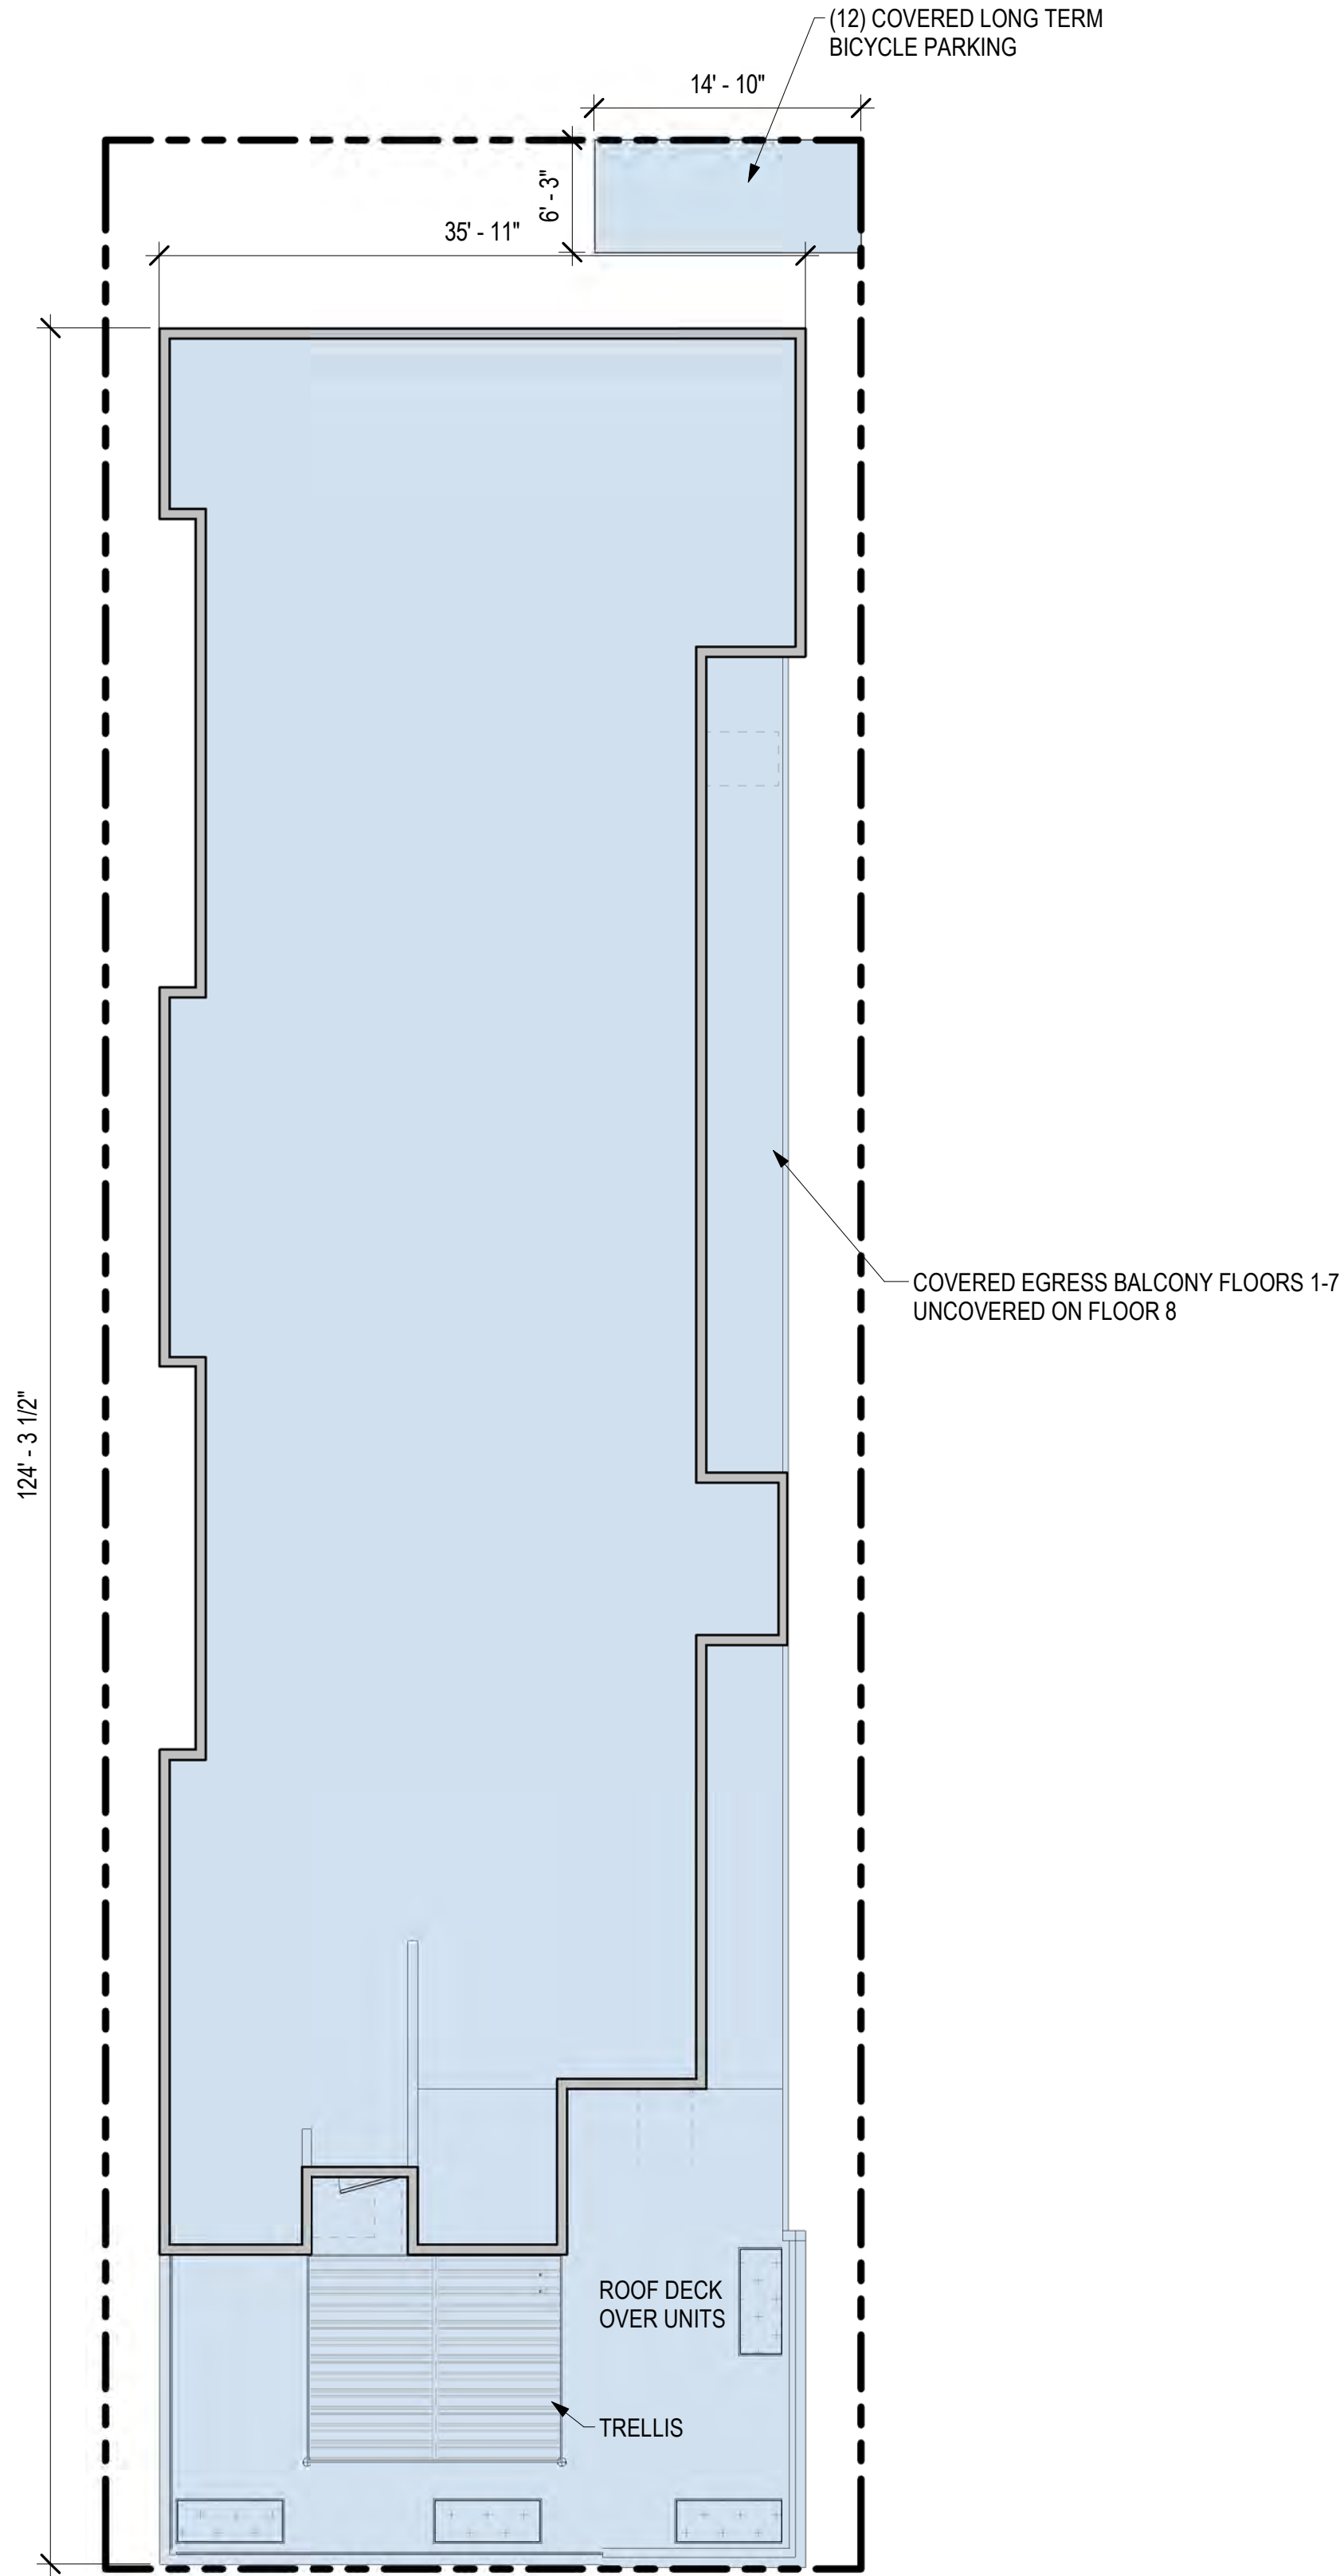 (12) COVERED LONG TERM
BICYCLE PARKING
14' - 10"
6' - 3"
35' - 11"
COVERED EGRESS BALCONY FLOORS 1-7
UNCOVERED ON FLOOR 8
124' - 3 1/2"
ROOF DECK
OVER UNITS
TRELLIS